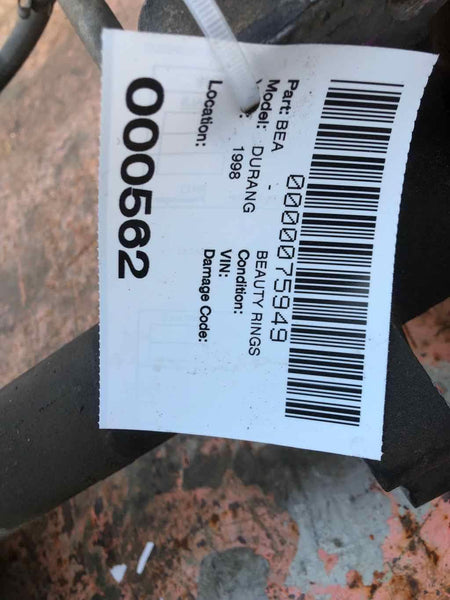 0000075949
Part: BEA - BEAUTY RINGS
Model: DURANG Condition:
1998 VIN:
Location: Damage Code:
000562